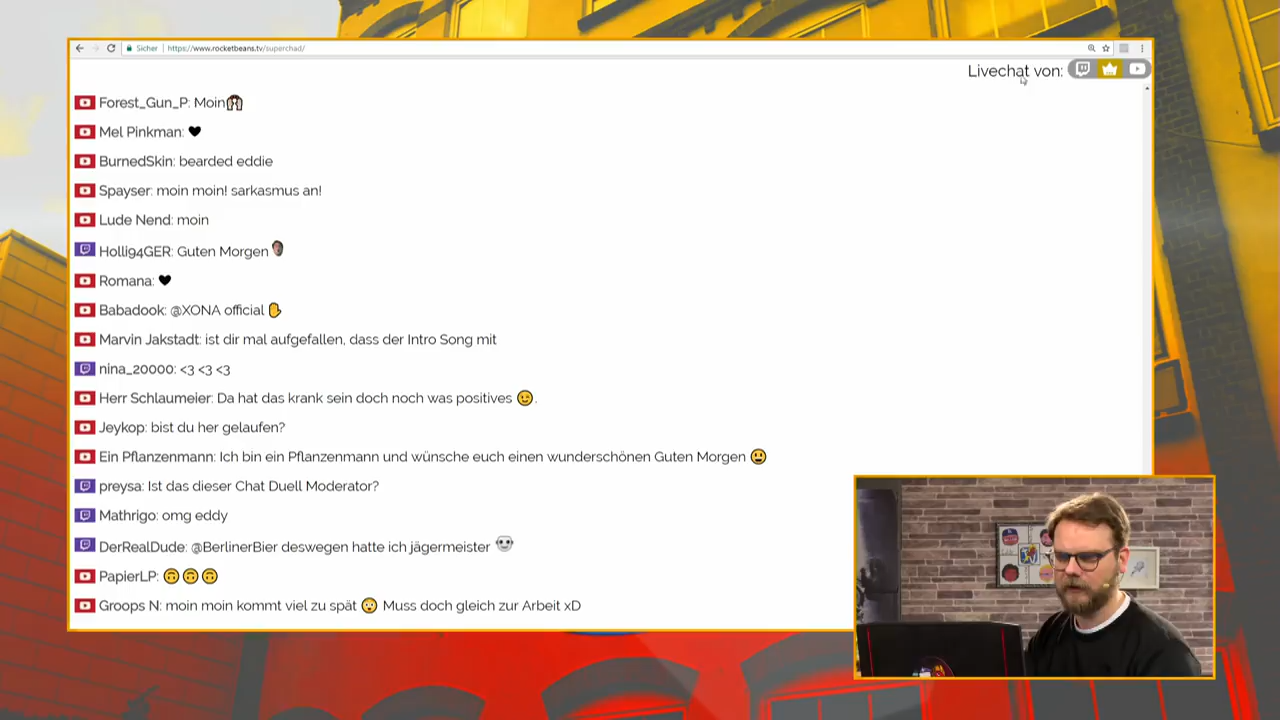 Sicher https://www.rocketbeans.tv/superchad/
Livechat von:
Forest_Gun_P: Moin
Mel Pinkman: ♥
BurnedSkin: bearded eddie
Spayser: moin moin! sarkasmus an!
Lude Nend: moin
Holli94GER: Guten Morgen
Romana: ♥
Babadook: @XONA official ✋
Marvin Jakstadt: ist dir mal aufgefallen, dass der Intro Song mit
nina_20000: <3 <3 <3
Herr Schlaumeier: Da hat das krank sein doch noch was positives 😉.
Jeykop: bist du her gelaufen?
Ein Pflanzenmann: Ich bin ein Pflanzenmann und wünsche euch einen wunderschönen Guten Morgen 😃
preysa: Ist das dieser Chat Duell Moderator?
Mathrigo: omg eddy
DerRealDude: @BerlinerBier deswegen hatte ich jägermeister
PapierLP: 🙃 🙃 🙃
Groops N: moin moin kommt viel zu spät 😯 Muss doch gleich zur Arbeit xD